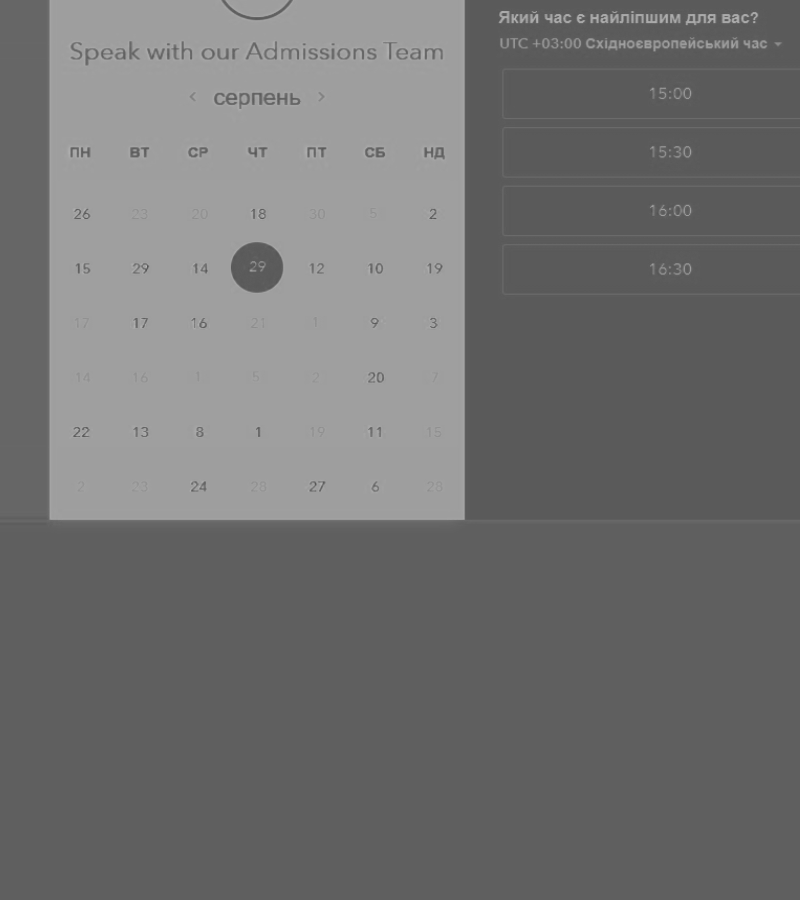 Speak with our Admissions Team
серпень
ПН ВТ СР ЧТ ПТ СБ НД
26 23 20 18 30 5 2
15 29 14 29 12 10 19
17 17 16 21 1 9 3
14 16 1 5 2 20 7
22 13 8 1 19 11 15
2 23 24 28 27 6 28
Який час є найліпшим для вас?
UTC +03:00 Східноєвропейський час
15:00
15:30
16:00
16:30